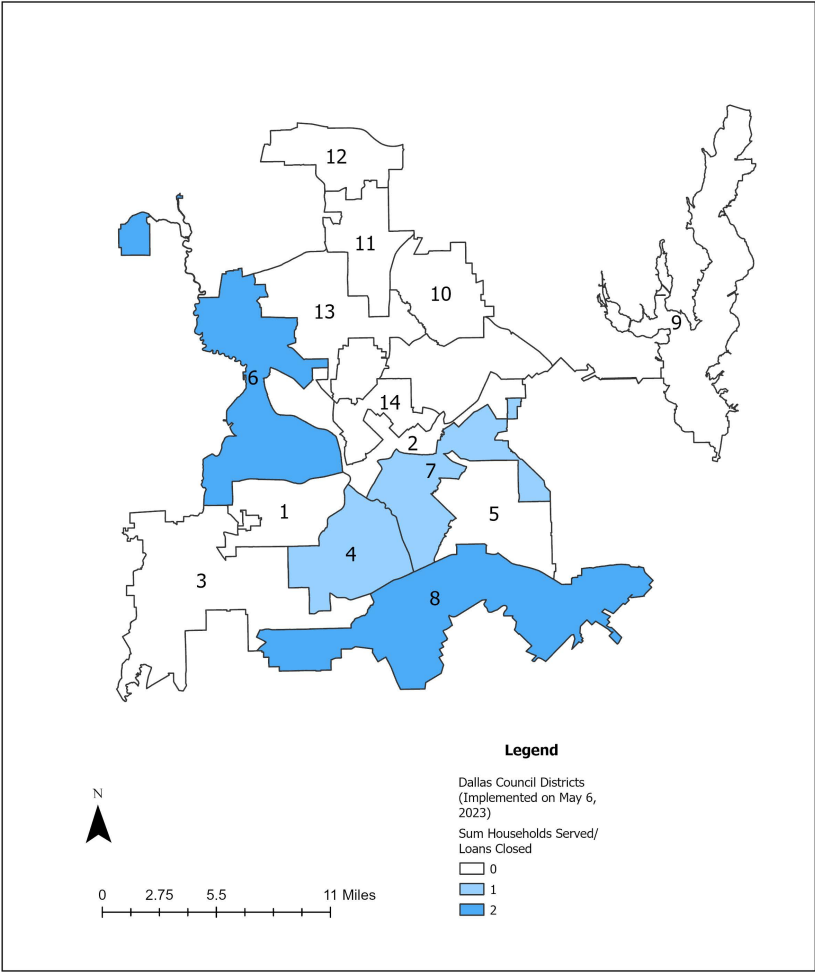 12
11
10
13
9
6
14
2
7
1
5
4
3
8
Legend
Dallas Council Districts
(Implemented on May 6,
2023)
Sum Households Served/
Loans Closed
0
1
2
N
0 2.75 5.5 11 Miles